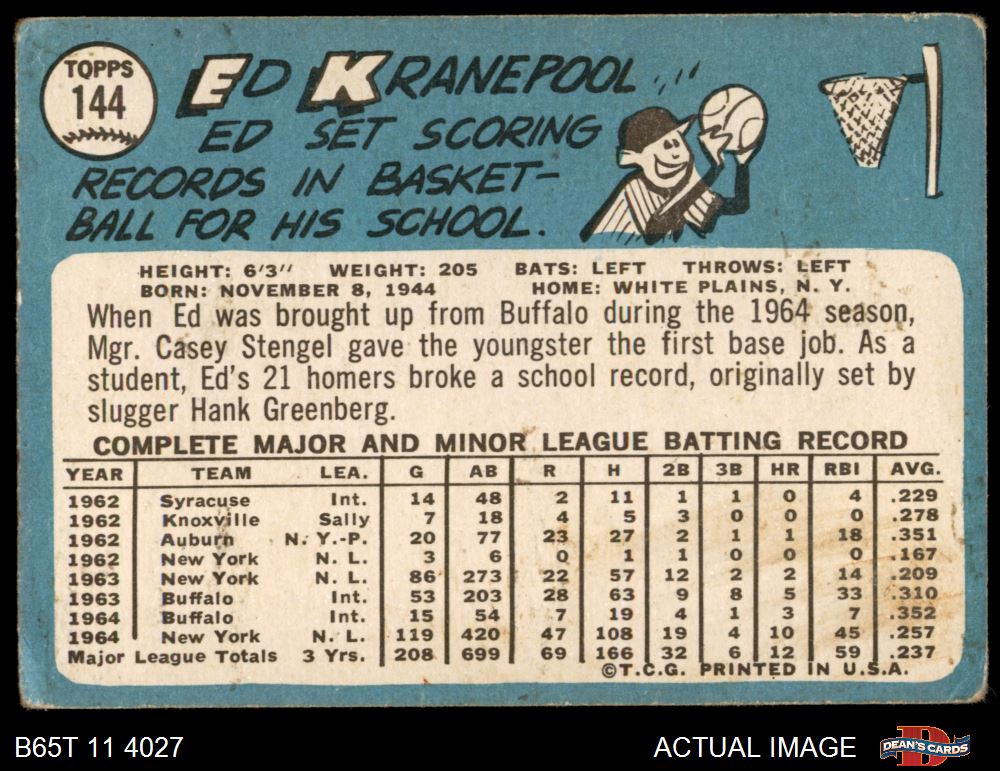 TOPPS
144
ED KRANEPOOL
ED SET SCORING
RECORDS IN BASKET-
BALL FOR HIS SCHOOL.
HEIGHT: 6'3" WEIGHT: 205 BATS: LEFT THROWS: LEFT
BORN: NOVEMBER 8, 1944 HOME: WHITE PLAINS, N. Y.
When Ed was brought up from Buffalo during the 1964 season,
Mgr. Casey Stengel gave the youngster the first base job. As a
student, Ed's 21 homers broke a school record, originally set by
slugger Hank Greenberg.
COMPLETE MAJOR AND MINOR LEAGUE BATTING RECORD
YEAR TEAM LEA. G AB R H 2B 3B HR RBI AVG.
1962 Syracuse Int. 14 48 2 11 1 1 0 4 .229
1962 Knoxville Sally 7 18 4 5 3 0 0 0 .278
1962 Auburn N. Y.-P. 20 77 23 27 2 1 1 18 .351
1962 New York N. L. 3 6 0 1 1 0 0 0 .167
1963 New York N. L. 86 273 22 57 12 2 2 14 .209
1963 Buffalo Int. 53 203 28 63 9 8 5 33 .310
1964 Buffalo Int. 15 54 7 19 4 1 3 7 .352
1964 New York N. L. 119 420 47 108 19 4 10 45 .257
Major League Totals 3 Yrs. 208 699 69 166 32 6 12 59 .237
©T.C.G. PRINTED IN U.S.A.
B65T 11 4027
ACTUAL IMAGE
DEAN'S CARDS